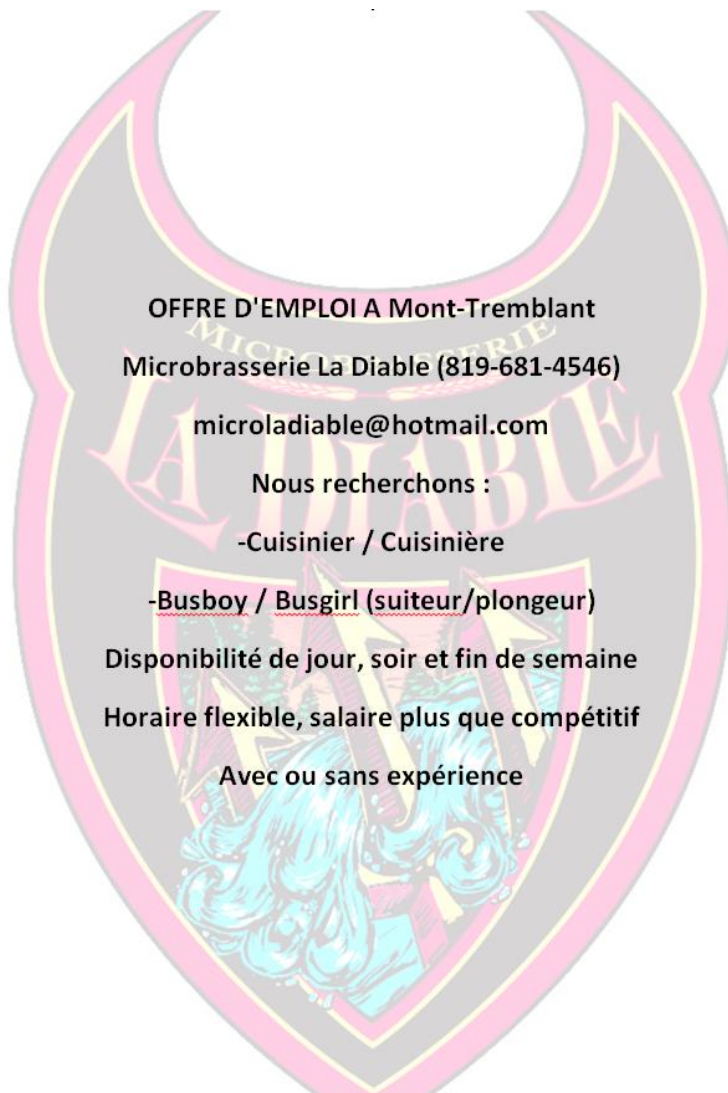 OFFRE D'EMPLOI A Mont-Tremblant
MICROBRASSERIE
Microbrasserie La Diable (819-681-4546)
microladiable@hotmail.com
LA DIABLE
Nous recherchons :
-Cuisinier / Cuisinière
-Busboy / Busgirl (suiteur/plongeur)
Disponibilité de jour, soir et fin de semaine
Horaire flexible, salaire plus que compétitif
Avec ou sans expérience